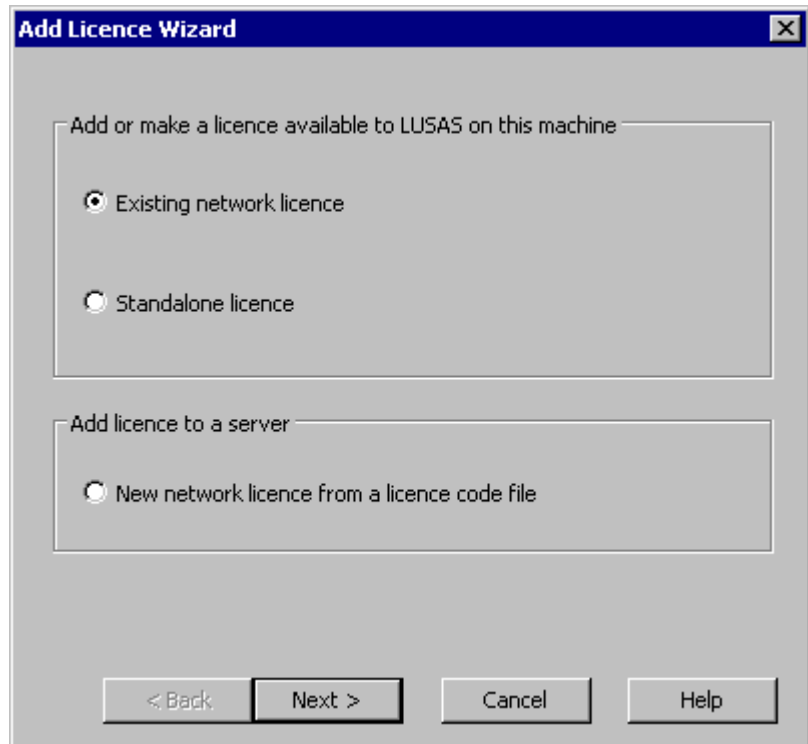 Add Licence Wizard
Add or make a licence available to LUSAS on this machine
Existing network licence
Standalone licence
Add licence to a server
New network licence from a licence code file
< Back
Next >
Cancel
Help